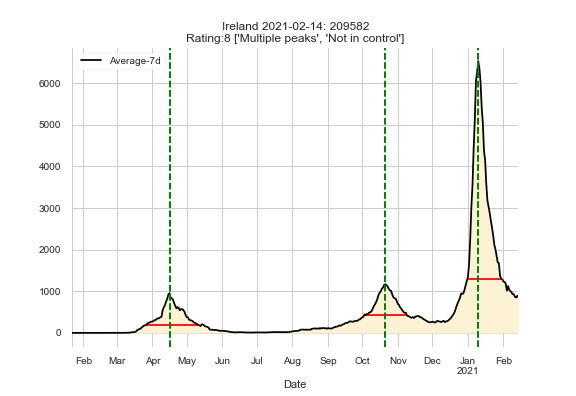 Ireland 2021-02-14: 209582
Rating:8 ['Multiple peaks', 'Not in control']
Average-7d
6000
5000
4000
3000
2000
1000
0
Feb Mar Apr May Jun Jul Aug Sep Oct Nov Dec Jan Feb
2021
Date